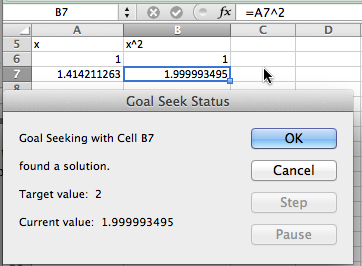 B7 fx =A7^2
A B C D
5 x x^2
6 1 1
7 1.414211263 1.999993495
8
Goal Seek Status
Goal Seeking with Cell B7
OK
found a solution.
Cancel
Target value: 2
Step
Current value: 1.999993495
Pause